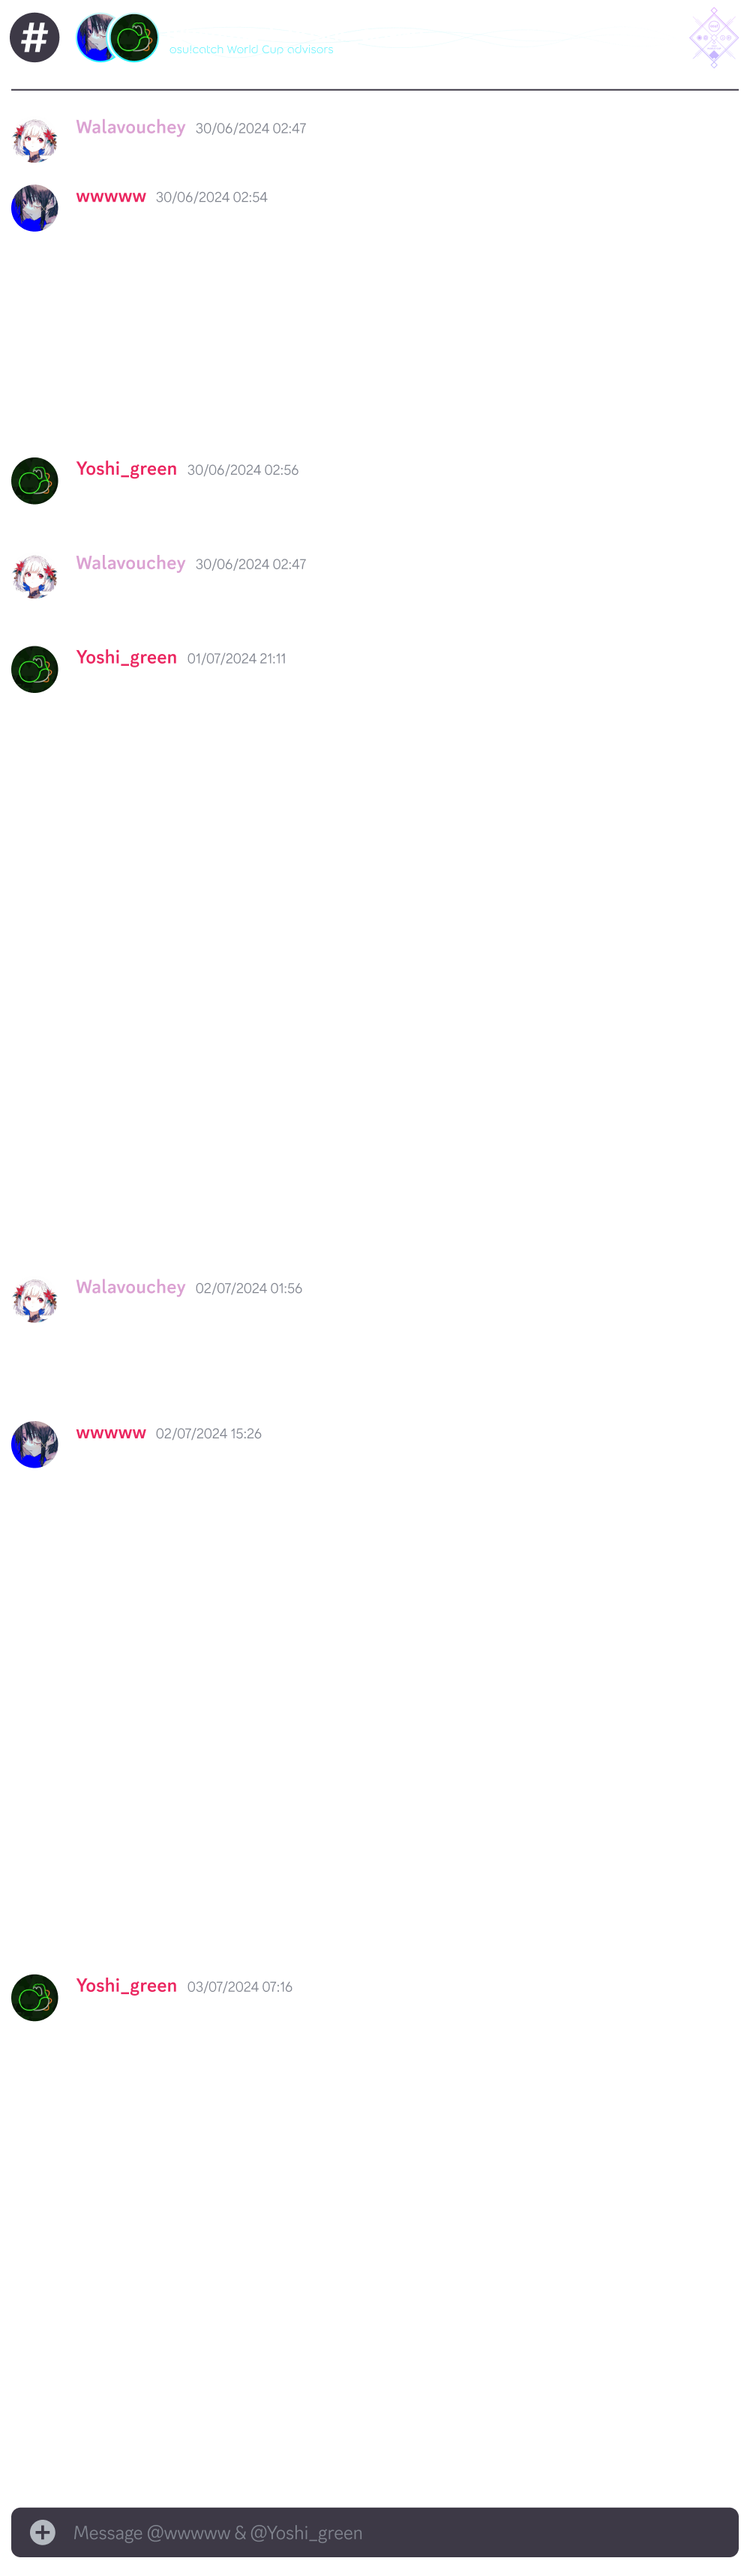 #
osu!catch World Cup advisors
Walavouchey 30/06/2024 02:47
wwwww 30/06/2024 02:54
Yoshi_green 30/06/2024 02:56
Walavouchey 30/06/2024 02:47
Yoshi_green 01/07/2024 21:11
Walavouchey 02/07/2024 01:56
wwwww 02/07/2024 15:26
Yoshi_green 03/07/2024 07:16
Message @wwwww & @Yoshi_green